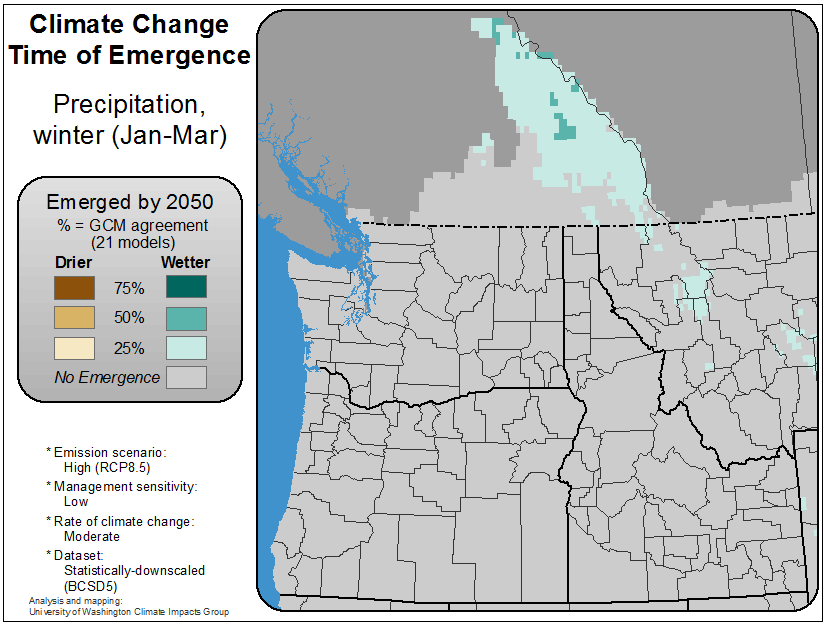 Climate Change
Time of Emergence
Precipitation,
winter (Jan-Mar)
Emerged by 2050
% = GCM agreement
(21 models)
Drier Wetter
75%
50%
25%
No Emergence
* Emission scenario:
High (RCP8.5)
* Management sensitivity:
Low
* Rate of climate change:
Moderate
* Dataset:
Statistically-downscaled
(BCSD5)
Analysis and mapping:
University of Washington Climate Impacts Group